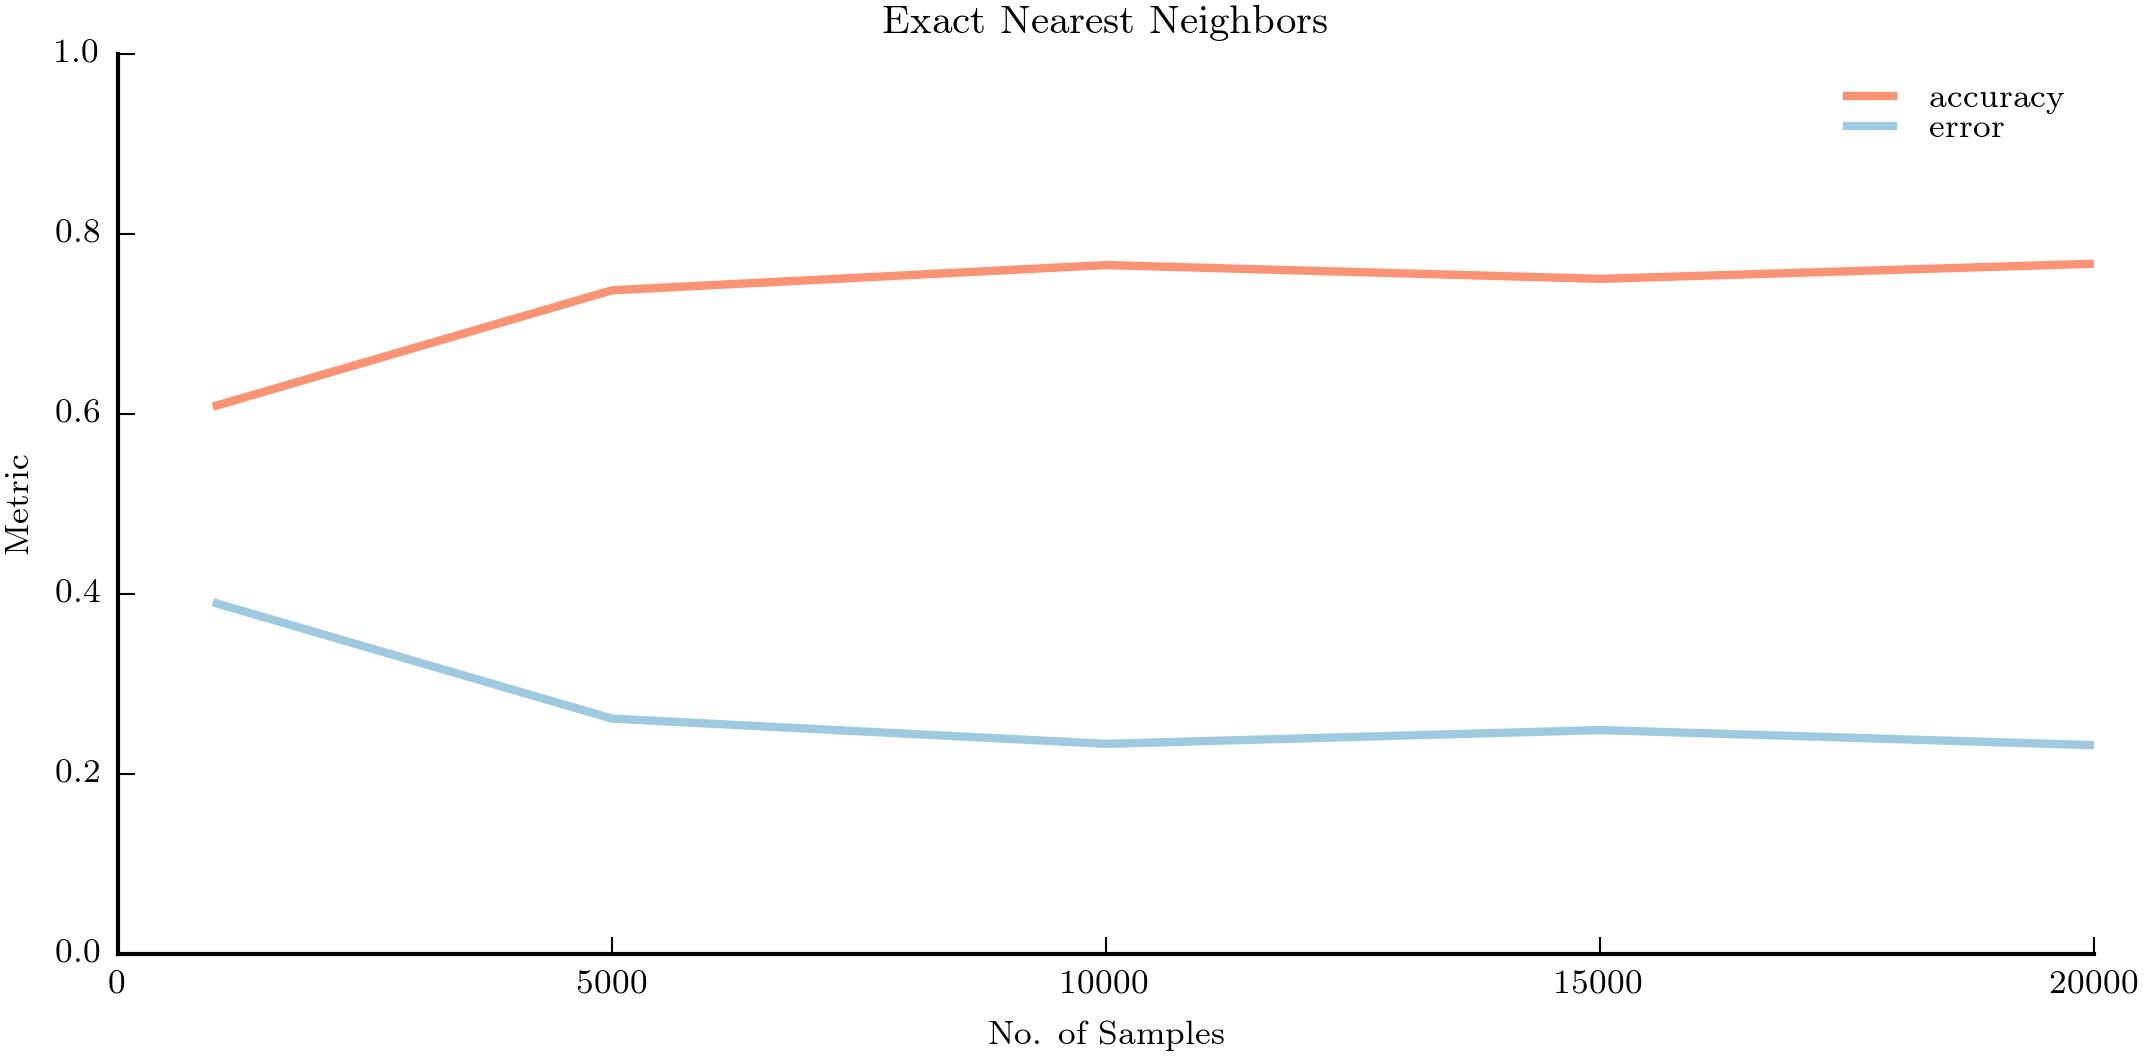 Exact Nearest Neighbors
1.0
accuracy
error
0.8
0.6
Metric
0.4
0.2
0.0
0 5000 10000 15000 20000
No. of Samples